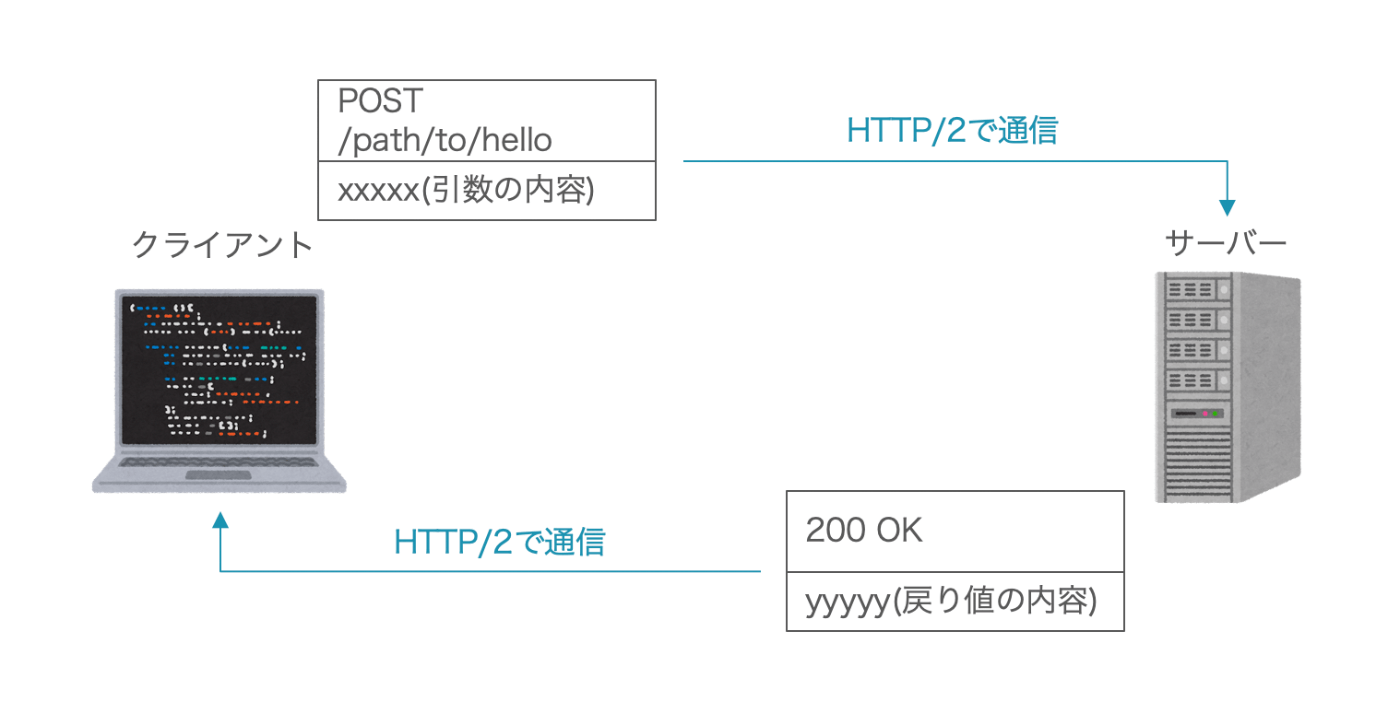 POST
/path/to/hello
xxxxx(引数の内容)
HTTP/2で通信
クライアント
サーバー
HTTP/2で通信
200 OK
yyyyy(戻り値の内容)